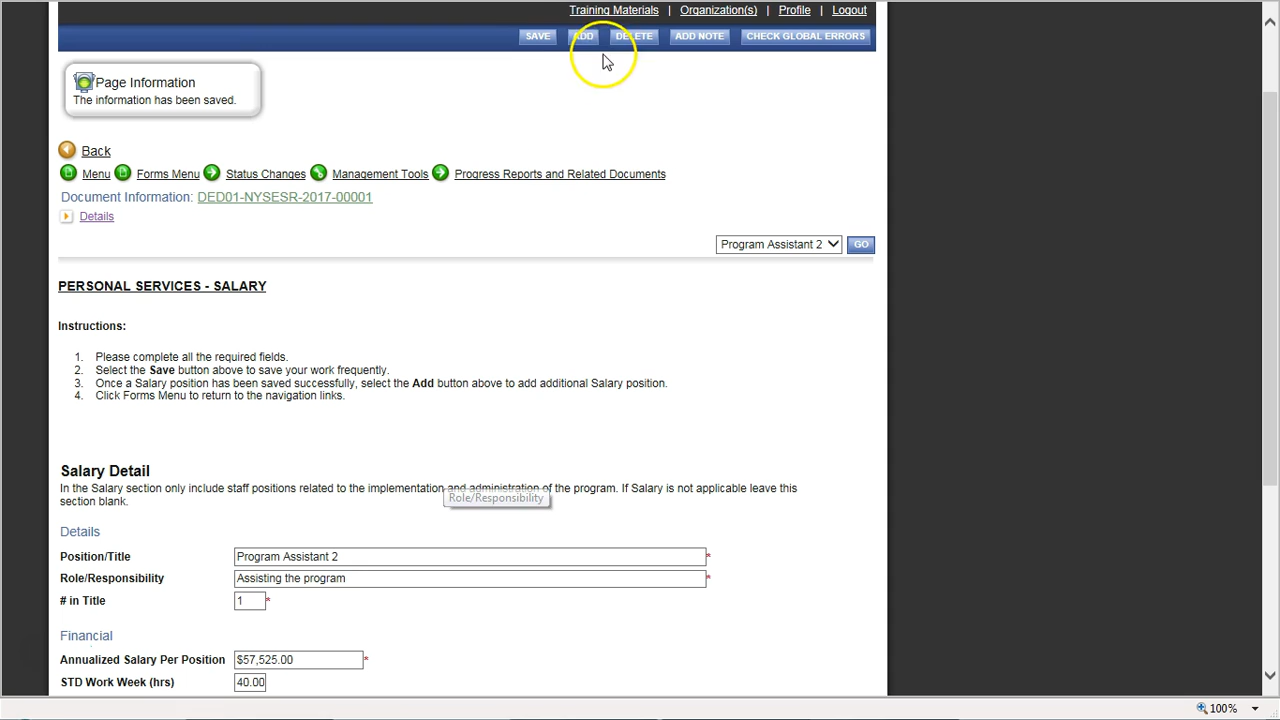 Training Materials | Organization(s) | Profile | Logout
SAVE ADD DELETE ADD NOTE CHECK GLOBAL ERRORS
Page Information
The information has been saved.
Back
Menu Forms Menu Status Changes Management Tools Progress Reports and Related Documents
Document Information: DED01-NYSESR-2017-00001
Details
Program Assistant 2 GO
PERSONAL SERVICES - SALARY
Instructions:
1. Please complete all the required fields.
2. Select the Save button above to save your work frequently.
3. Once a Salary position has been saved successfully, select the Add button above to add additional Salary position.
4. Click Forms Menu to return to the navigation links.
Salary Detail
In the Salary section only include staff positions related to the implementation and administration of the program. If Salary is not applicable leave this
section blank.
Role/Responsibility
Details
Position/Title Program Assistant 2 *
Role/Responsibility Assisting the program *
# in Title 1 *
Financial
Annualized Salary Per Position $57,525.00 *
STD Work Week (hrs) 40.00
100%